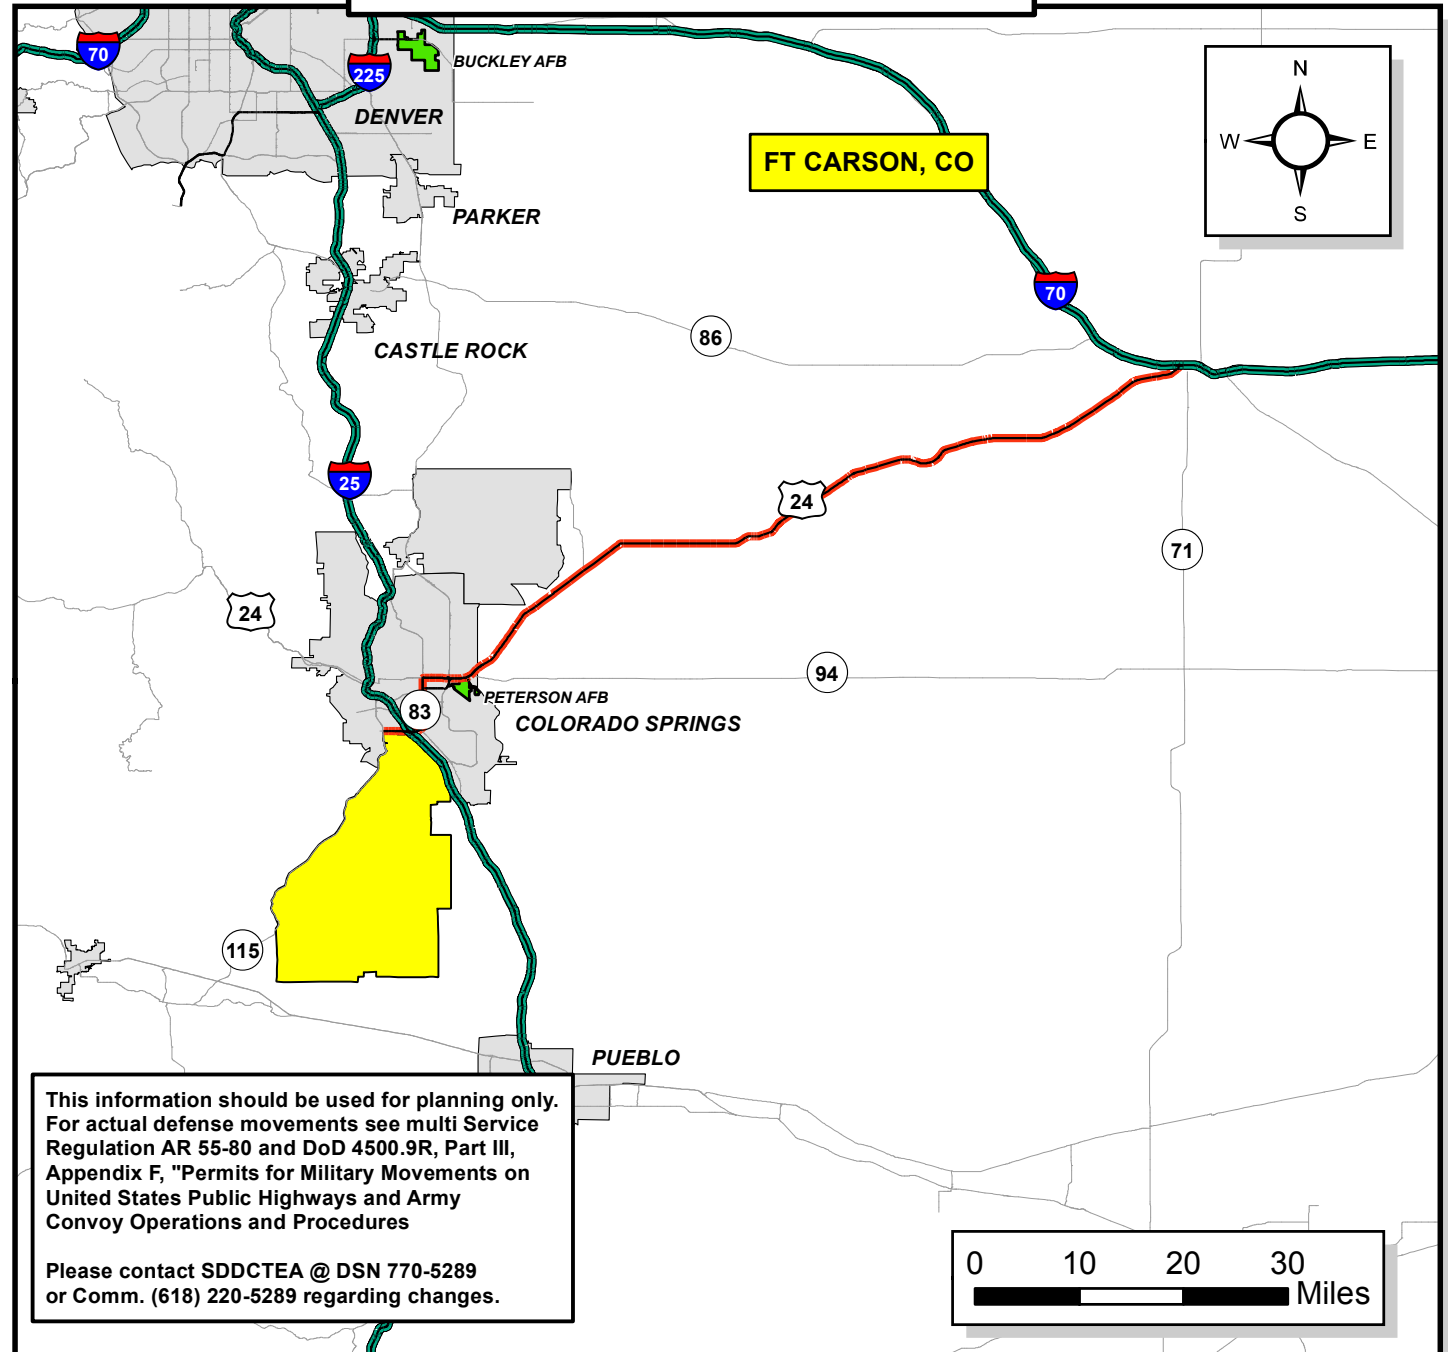 70
225
BUCKLEY AFB
DENVER
FT CARSON, CO
N
W
E
S
PARKER
70
86
CASTLE ROCK
25
24
71
24
94
PETERSON AFB
83
COLORADO SPRINGS
115
PUEBLO
This information should be used for planning only.
For actual defense movements see multi Service
Regulation AR 55-80 and DoD 4500.9R, Part III,
Appendix F, "Permits for Military Movements on
United States Public Highways and Army
Convoy Operations and Procedures
Please contact SDDCTEA @ DSN 770-5289
or Comm. (618) 220-5289 regarding changes.
0 10 20 30
Miles